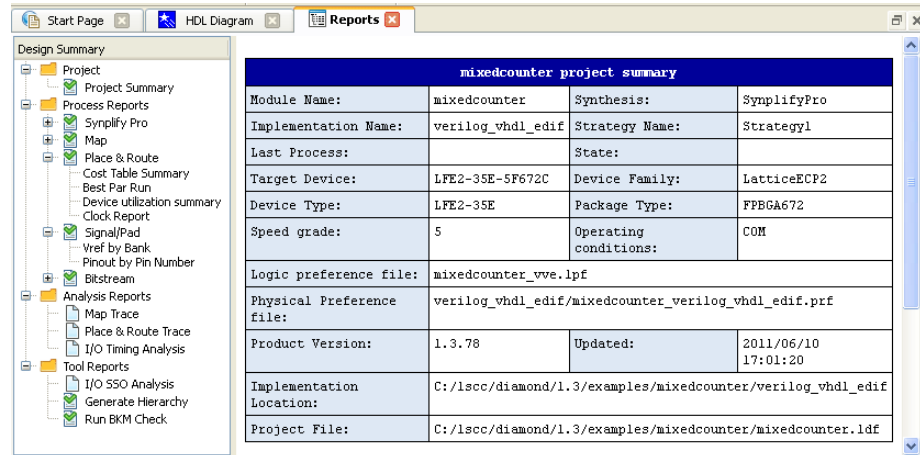 Start Page
HDL Diagram
Reports
Design Summary
Project
Project Summary
Process Reports
Synplify Pro
Map
Place & Route
Cost Table Summary
Best Par Run
Device utilization summary
Clock Report
Signal/Pad
Vref by Bank
Pinout by Pin Number
Bitstream
Analysis Reports
Map Trace
Place & Route Trace
I/O Timing Analysis
Tool Reports
I/O SSO Analysis
Generate Hierarchy
Run BKM Check
mixedcounter project summary
Module Name: mixedcounter Synthesis: SynplifyPro
Implementation Name: verilog_vhdl_edif Strategy Name: Strategy1
Last Process: State:
Target Device: LFE2-35E-5F672C Device Family: LatticeECP2
Device Type: LFE2-35E Package Type: FPBGA672
Speed grade: 5 Operating COM
conditions:
Logic preference file: mixedcounter_vve.lpf
Physical Preference verilog_vhdl_edif/mixedcounter_verilog_vhdl_edif.prf
file:
Product Version: 1.3.78 Updated: 2011/06/10
17:01:20
Implementation C:/lscc/diamond/1.3/examples/mixedcounter/verilog_vhdl_edif
Location:
Project File: C:/lscc/diamond/1.3/examples/mixedcounter/mixedcounter.ldf